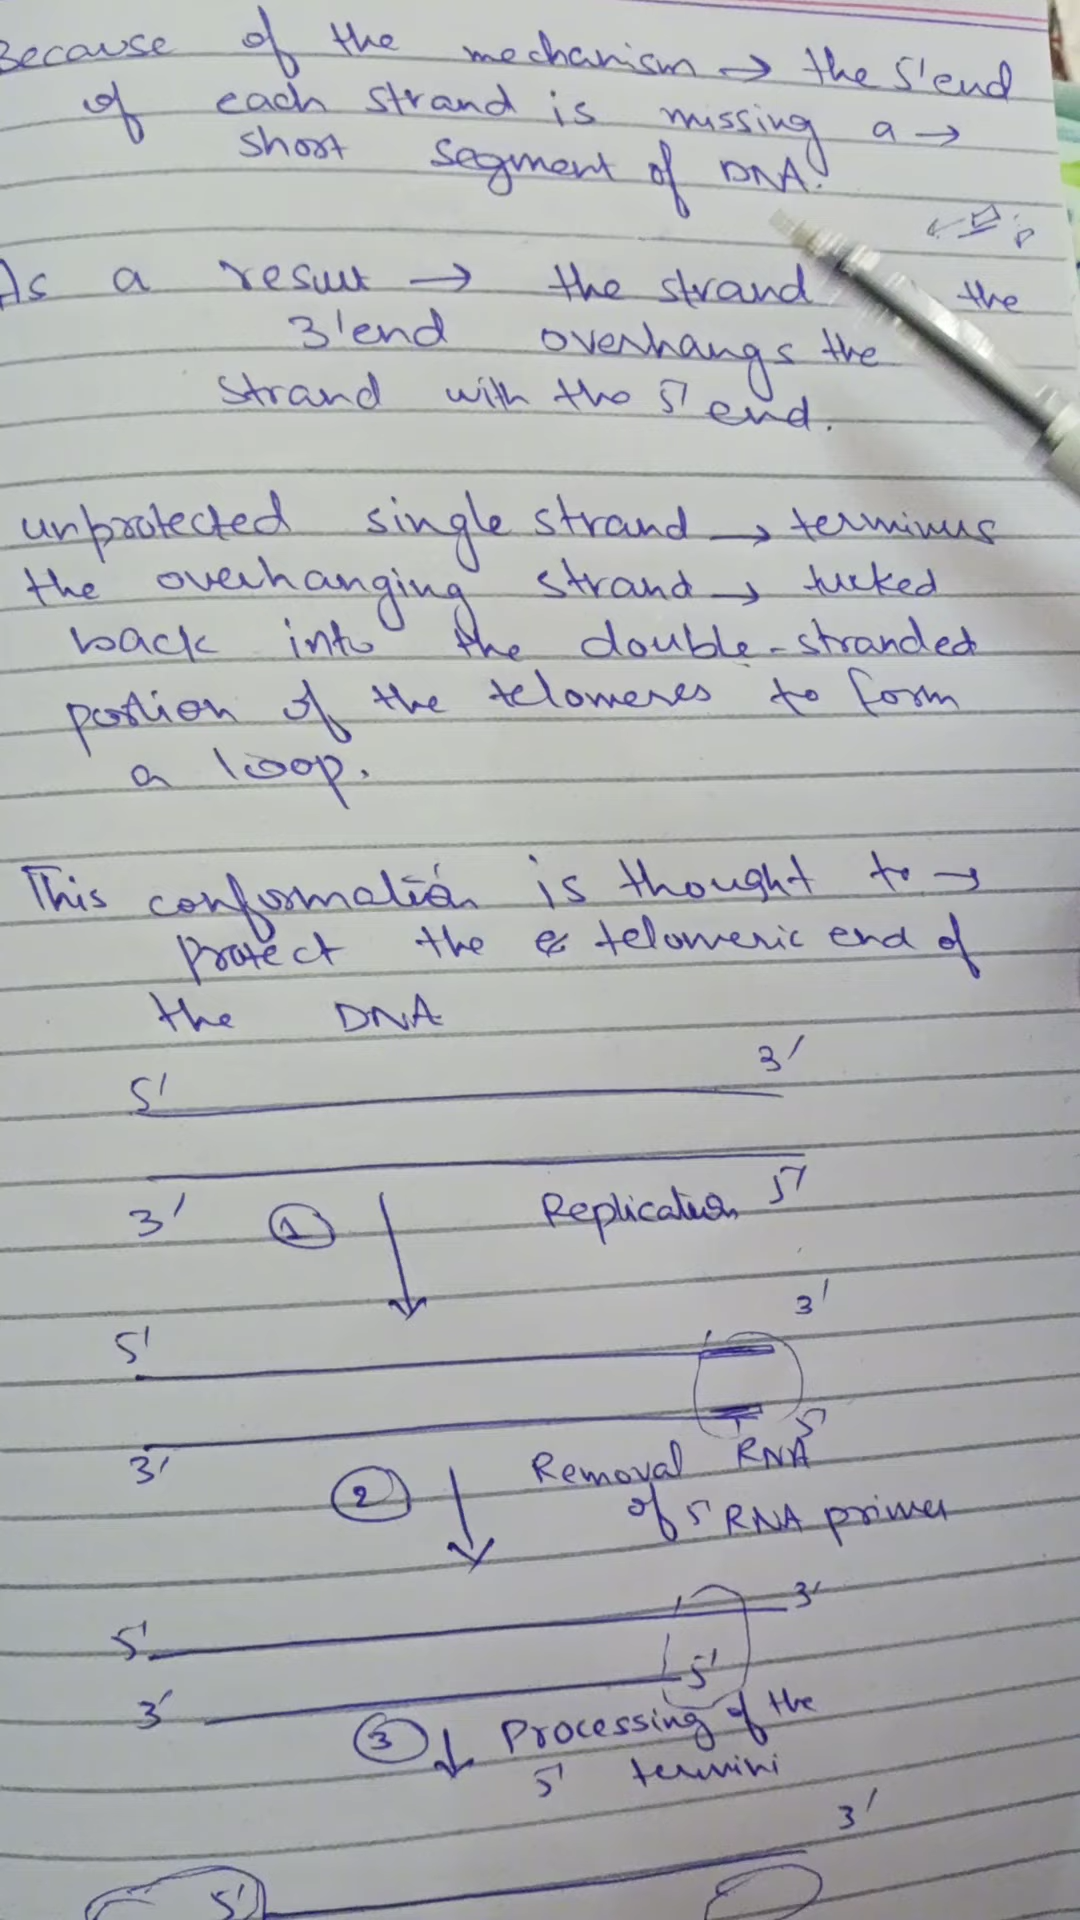 Because of the mechanism → the 5' end
of each strand is missing a →
short segment of DNA.
As a result → the strand the
3' end overhangs the
strand with the 5' end.
unprotected single strand → terminus
the overhanging strand → tucked
back into the double-stranded
portion of the telomeres to form
a loop.
This conformation is thought to →
protect the telomeric end of
the DNA
5' 3'
3' 5'
1 Replication
5' 3'
3' 5'
RNA
2 Removal
of 5' RNA primer
5' 3'
3' 5'
3 Processing of the
5' termini
3'
5'